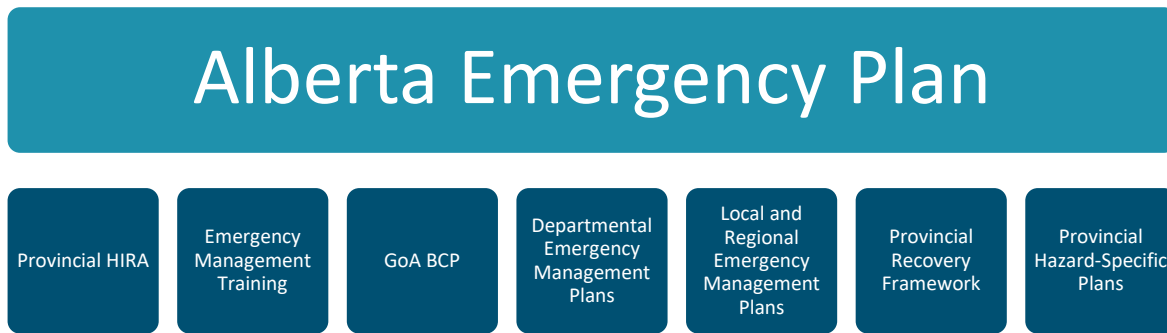 Alberta Emergency Plan
Provincial HIRA
Emergency
Management
Training
GoA BCP
Departmental
Emergency
Management
Plans
Local and
Regional
Emergency
Management
Plans
Provincial
Recovery
Framework
Provincial
Hazard-Specific
Plans